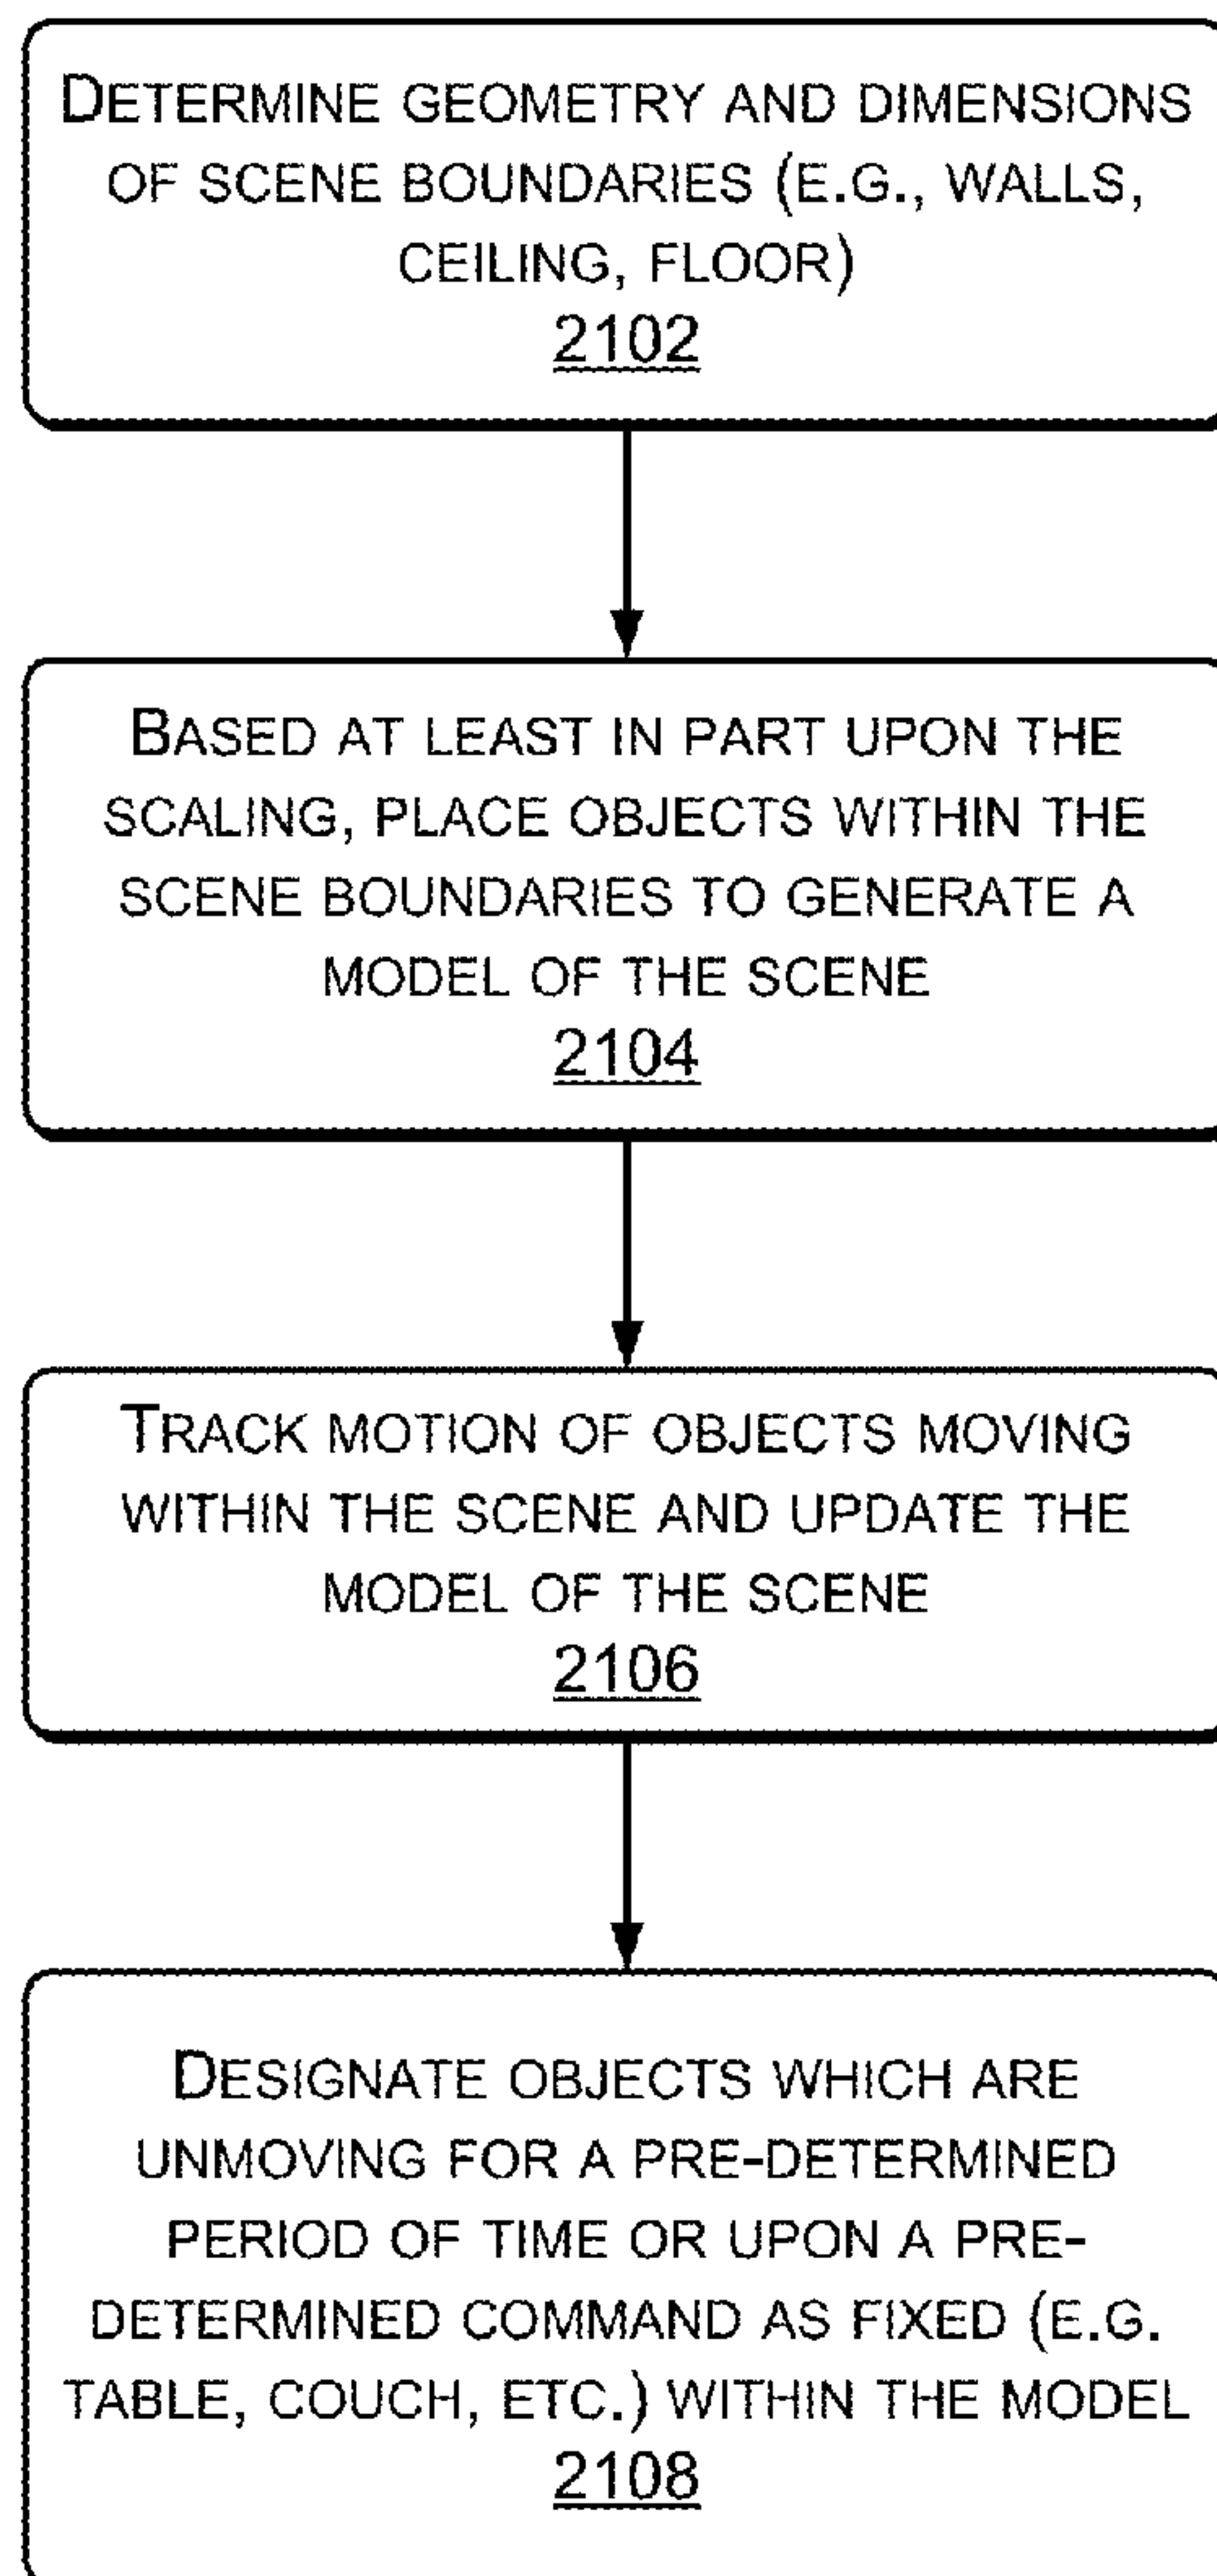 DETERMINE GEOMETRY AND DIMENSIONS
OF SCENE BOUNDARIES (E.G., WALLS,
CEILING, FLOOR)
2102
BASED AT LEAST IN PART UPON THE
SCALING, PLACE OBJECTS WITHIN THE
SCENE BOUNDARIES TO GENERATE A
MODEL OF THE SCENE
2104
TRACK MOTION OF OBJECTS MOVING
WITHIN THE SCENE AND UPDATE THE
MODEL OF THE SCENE
2106
DESIGNATE OBJECTS WHICH ARE
UNMOVING FOR A PRE-DETERMINED
PERIOD OF TIME OR UPON A PRE-
DETERMINED COMMAND AS FIXED (E.G.
TABLE, COUCH, ETC.) WITHIN THE MODEL
2108